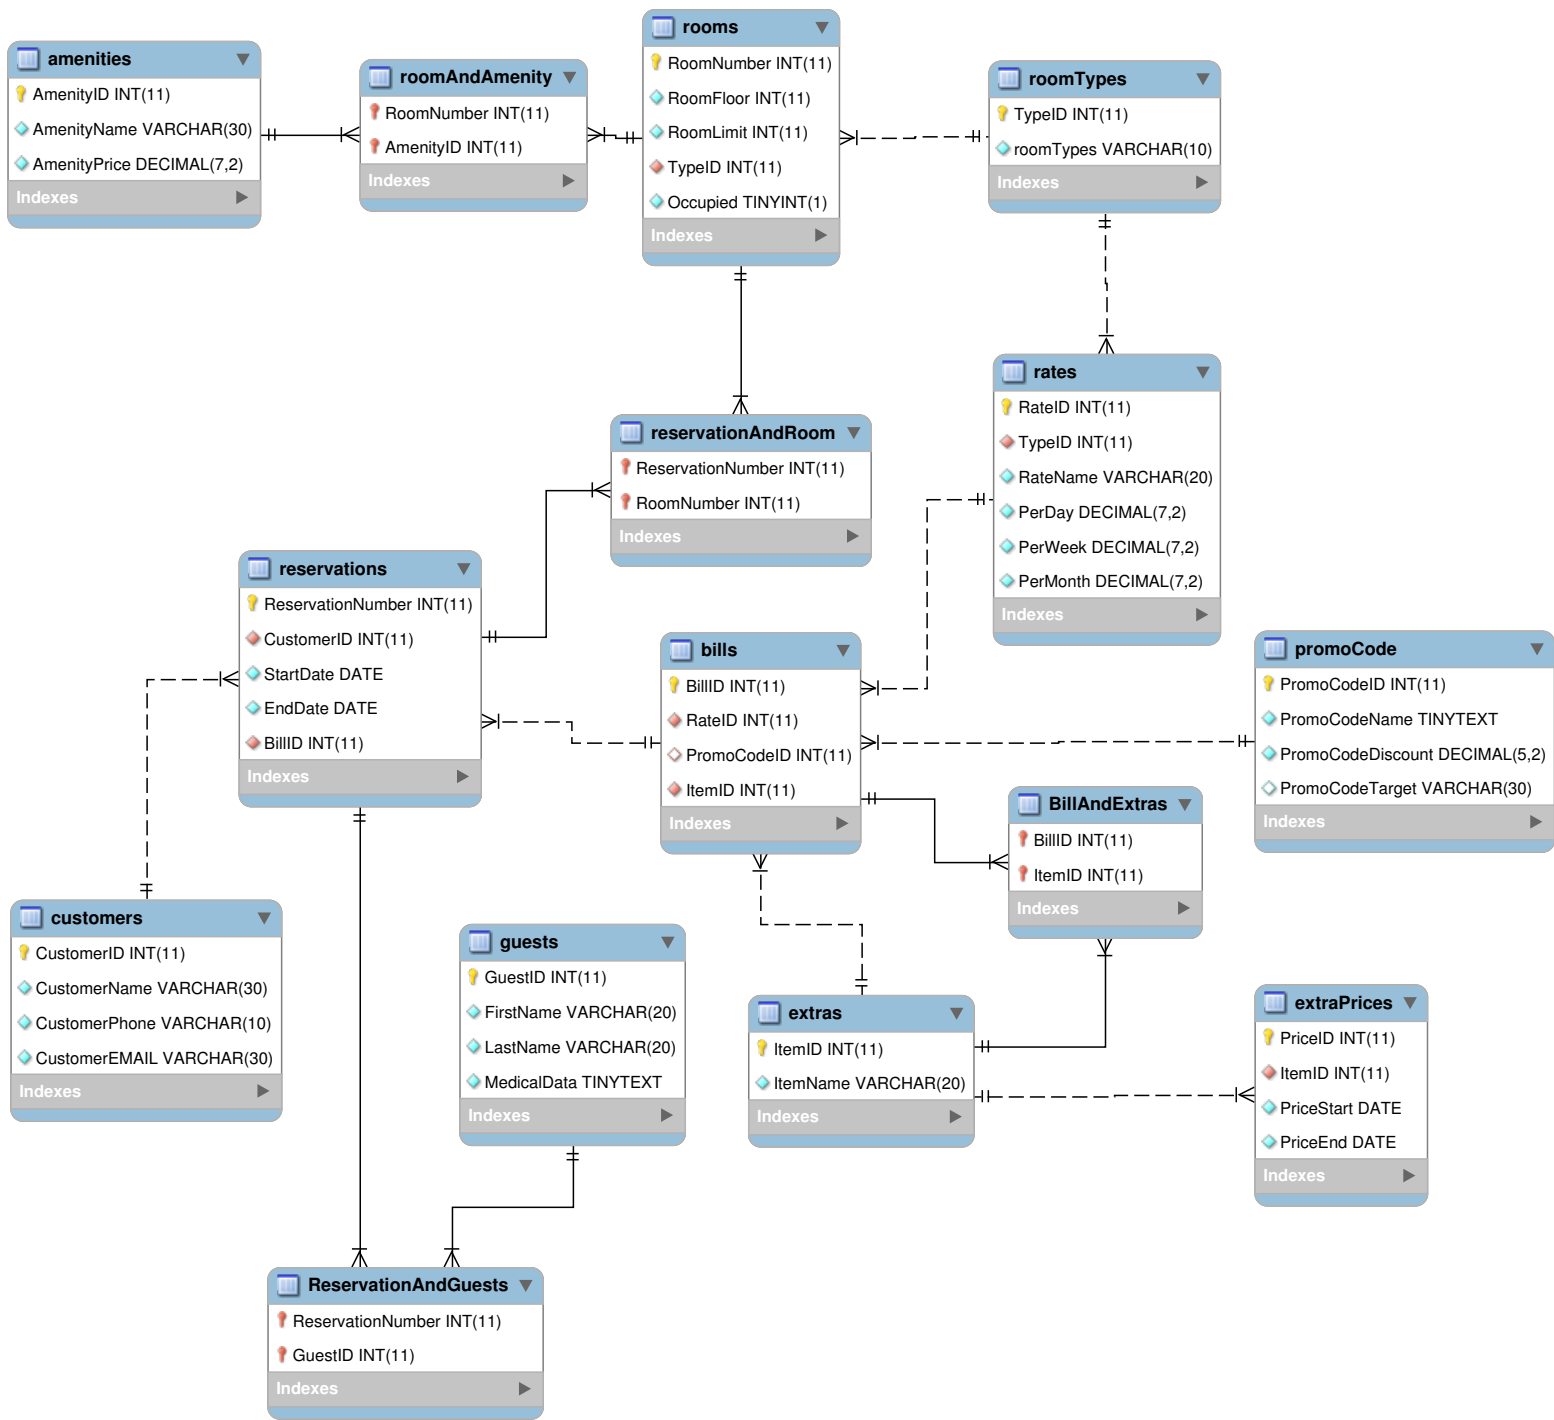 amenities
AmenityID INT(11)
AmenityName VARCHAR(30)
AmenityPrice DECIMAL(7,2)
Indexes
roomAndAmenity
RoomNumber INT(11)
AmenityID INT(11)
Indexes
rooms
RoomNumber INT(11)
RoomFloor INT(11)
RoomLimit INT(11)
TypeID INT(11)
Occupied TINYINT(1)
Indexes
roomTypes
TypeID INT(11)
roomTypes VARCHAR(10)
Indexes
rates
RateID INT(11)
TypeID INT(11)
RateName VARCHAR(20)
PerDay DECIMAL(7,2)
PerWeek DECIMAL(7,2)
PerMonth DECIMAL(7,2)
Indexes
reservationAndRoom
ReservationNumber INT(11)
RoomNumber INT(11)
Indexes
reservations
ReservationNumber INT(11)
CustomerID INT(11)
StartDate DATE
EndDate DATE
BillID INT(11)
Indexes
bills
BillID INT(11)
RateID INT(11)
PromoCodeID INT(11)
ItemID INT(11)
Indexes
promoCode
PromoCodeID INT(11)
PromoCodeName TINYTEXT
PromoCodeDiscount DECIMAL(5,2)
PromoCodeTarget VARCHAR(30)
Indexes
BillAndExtras
BillID INT(11)
ItemID INT(11)
Indexes
customers
CustomerID INT(11)
CustomerName VARCHAR(30)
CustomerPhone VARCHAR(10)
CustomerEMAIL VARCHAR(30)
Indexes
guests
GuestID INT(11)
FirstName VARCHAR(20)
LastName VARCHAR(20)
MedicalData TINYTEXT
Indexes
extras
ItemID INT(11)
ItemName VARCHAR(20)
Indexes
extraPrices
PriceID INT(11)
ItemID INT(11)
PriceStart DATE
PriceEnd DATE
Indexes
ReservationAndGuests
ReservationNumber INT(11)
GuestID INT(11)
Indexes